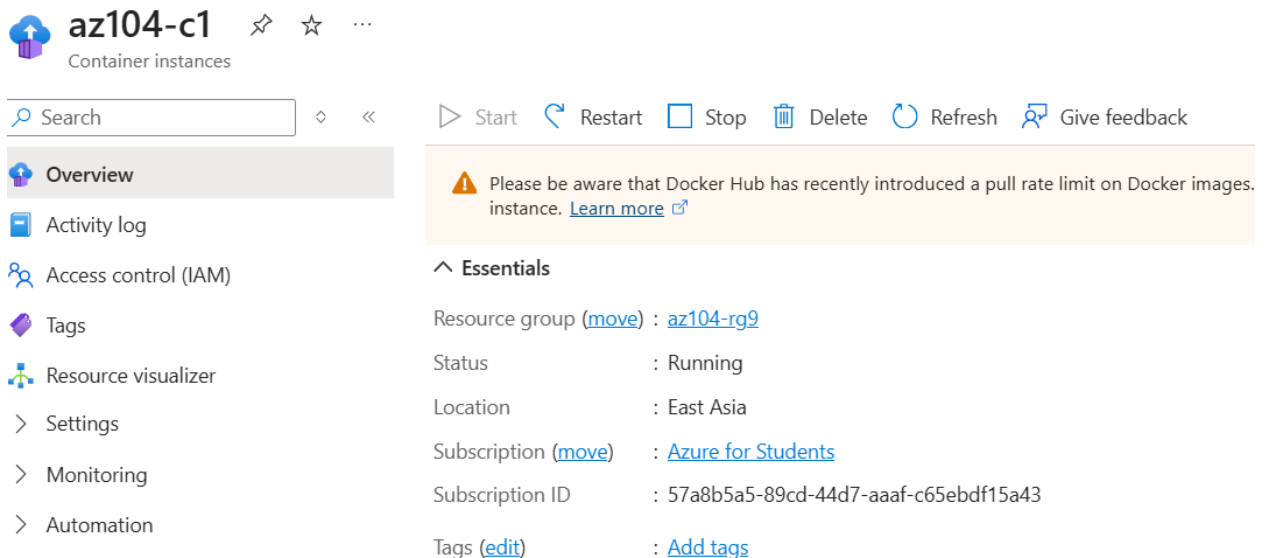 az104-c1
Container instances
Search
Start Restart Stop Delete Refresh Give feedback
Overview
Activity log
Access control (IAM)
Tags
Resource visualizer
Settings
Monitoring
Automation
Please be aware that Docker Hub has recently introduced a pull rate limit on Docker images.
instance. Learn more
Essentials
Resource group (move) : az104-rg9
Status : Running
Location : East Asia
Subscription (move) : Azure for Students
Subscription ID : 57a8b5a5-89cd-44d7-aaaf-c65ebdf15a43
Tags (edit) : Add tags